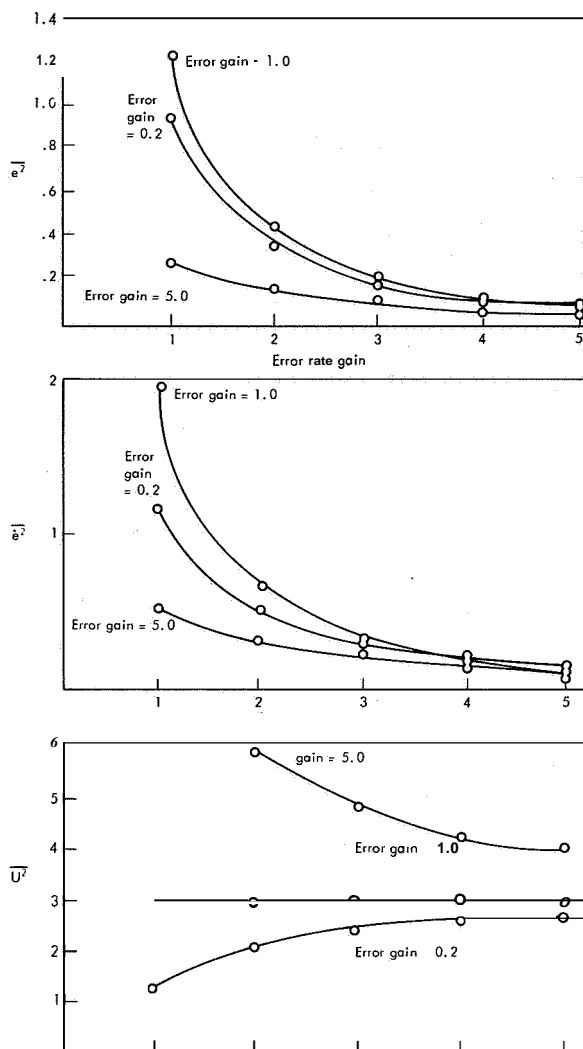 1.4
1.2
Error gain - 1.0
1.0
Error
gain
= 0.2
e²
.6
.4
.2
Error gain = 5.0
1 2 3 4 5
Error rate gain
2
Error gain = 1.0
Error
gain
= 0.2
1
ė²
Error gain = 5.0
1 2 3 4 5
6
gain = 5.0
5
4
Error gain 1.0
U²
3
2
Error gain 0.2
1